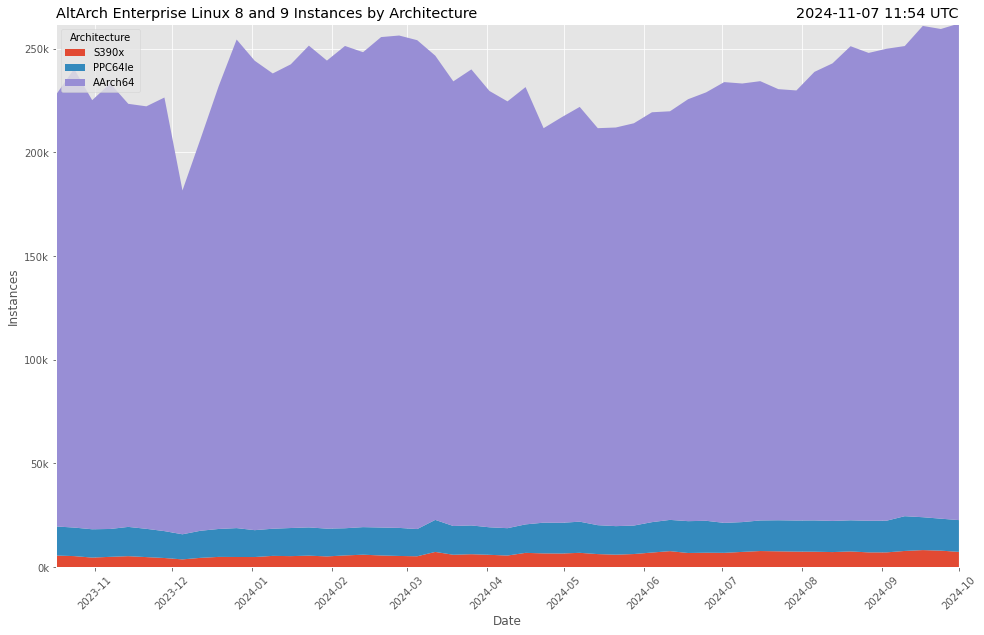 AltArch Enterprise Linux 8 and 9 Instances by Architecture
2024-11-07 11:54 UTC
Architecture
S390x
PPC64le
AArch64
250k
200k
150k
100k
50k
0k
Instances
2023-11
2023-12
2024-01
2024-02
2024-03
2024-04
2024-05
2024-06
2024-07
2024-08
2024-09
2024-10
Date